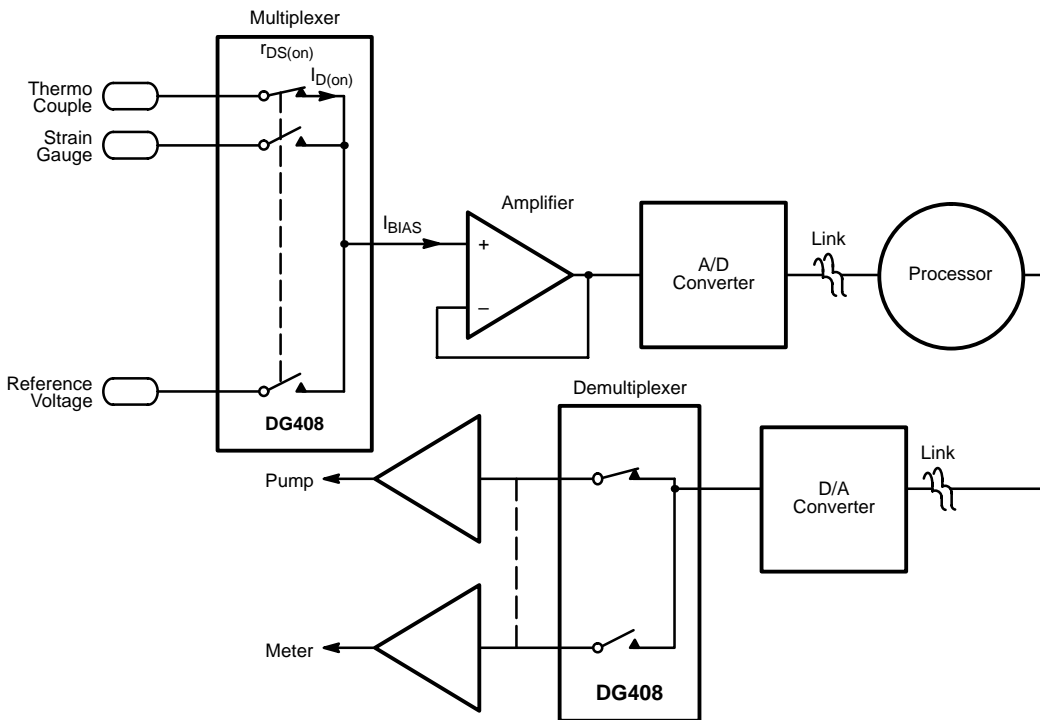 Multiplexer
rDS(on)
ID(on)
Thermo
Couple
Strain
Gauge
IBIAS
Amplifier
+
–
A/D
Converter
Link
Processor
Reference
Voltage
DG408
Demultiplexer
Pump
Meter
DG408
D/A
Converter
Link